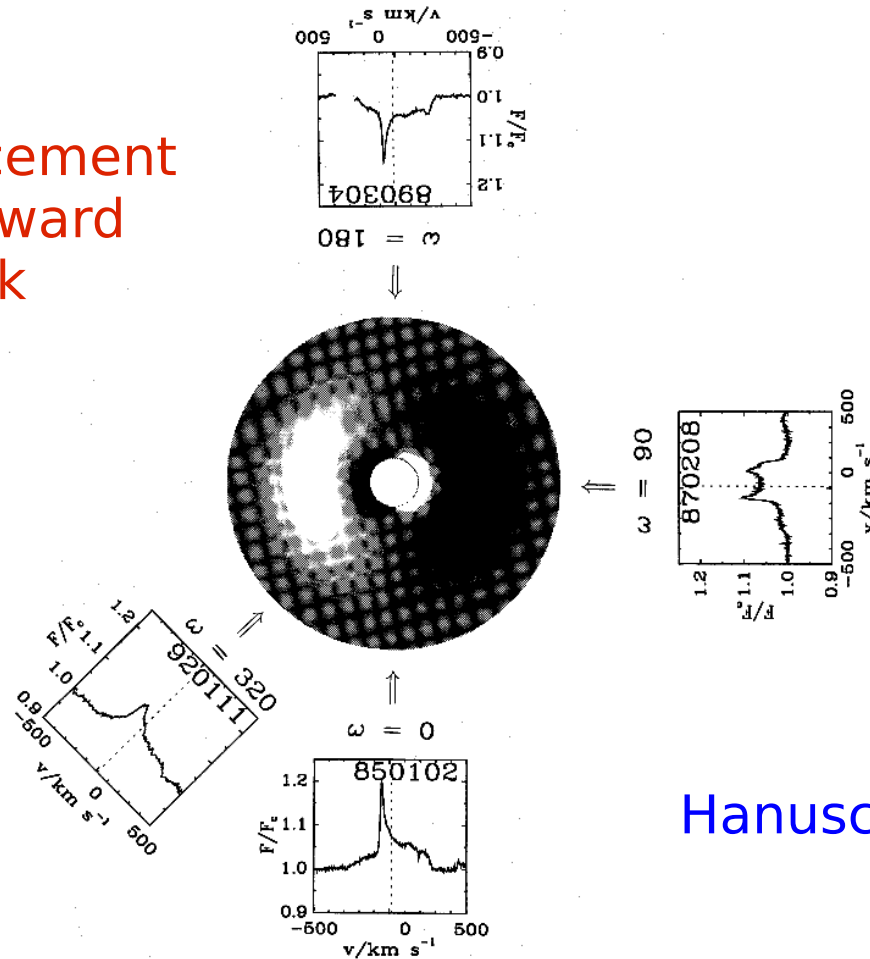 v/km s⁻¹
500 0 -500
0.9
1.0
F/Fc
1.1
1.2
890304
ω = 180
cement
ward
k
ω = 90
870208
1.2 1.1 1.0 0.9
F/Fc
-500 0 500
v/km s⁻¹
ω = 320
920111
1.2
1.1
1.0
0.9
F/Fc
-500 0 500
v/km s⁻¹
ω = 0
850102
1.2
1.1
1.0
0.9
F/Fc
-500 0 500
v/km s⁻¹
Hanusc